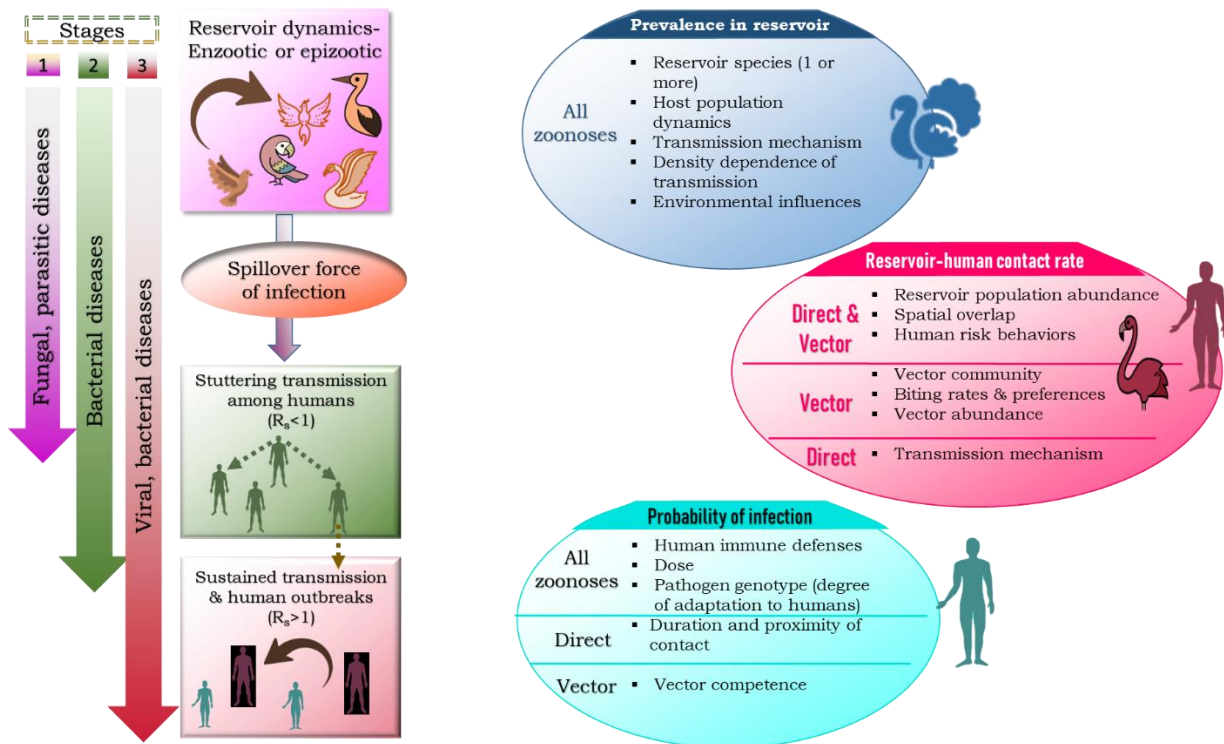 Stages
1 2 3
Fungal, parasitic diseases
Bacterial diseases
Viral, bacterial diseases
Reservoir dynamics-
Enzootic or epizootic
Spillover force
of infection
Stuttering transmission
among humans
(Rs<1)
Sustained transmission
& human outbreaks
(Rs>1)
Prevalence in reservoir
All
zoonoses
▪ Reservoir species (1 or
more)
▪ Host population
dynamics
▪ Transmission mechanism
▪ Density dependence of
transmission
▪ Environmental influences
Reservoir-human contact rate
Direct &
Vector
▪ Reservoir population abundance
▪ Spatial overlap
▪ Human risk behaviors
Vector
▪ Vector community
▪ Biting rates & preferences
▪ Vector abundance
Direct
▪ Transmission mechanism
Probability of infection
All
zoonoses
▪ Human immune defenses
▪ Dose
▪ Pathogen genotype (degree
of adaptation to humans)
Direct
▪ Duration and proximity of
contact
Vector
▪ Vector competence